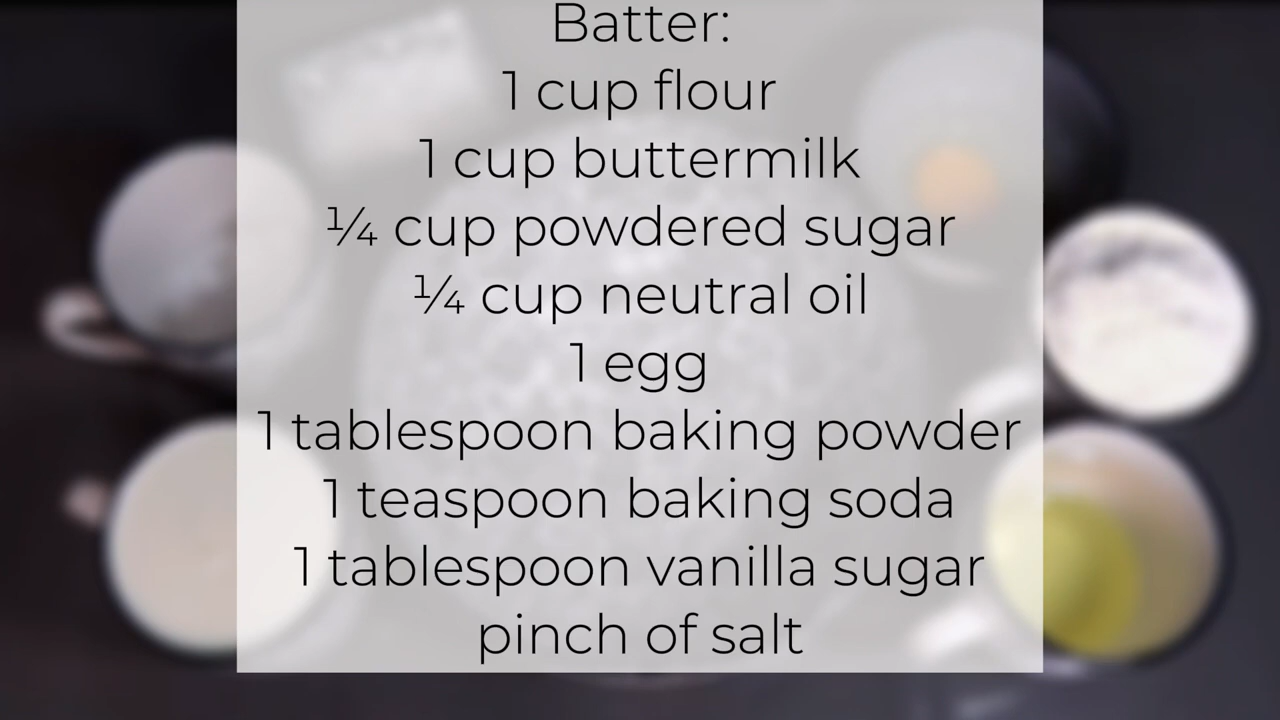 Batter:
1 cup flour
1 cup buttermilk
¼ cup powdered sugar
¼ cup neutral oil
1 egg
1 tablespoon baking powder
1 teaspoon baking soda
1 tablespoon vanilla sugar
pinch of salt